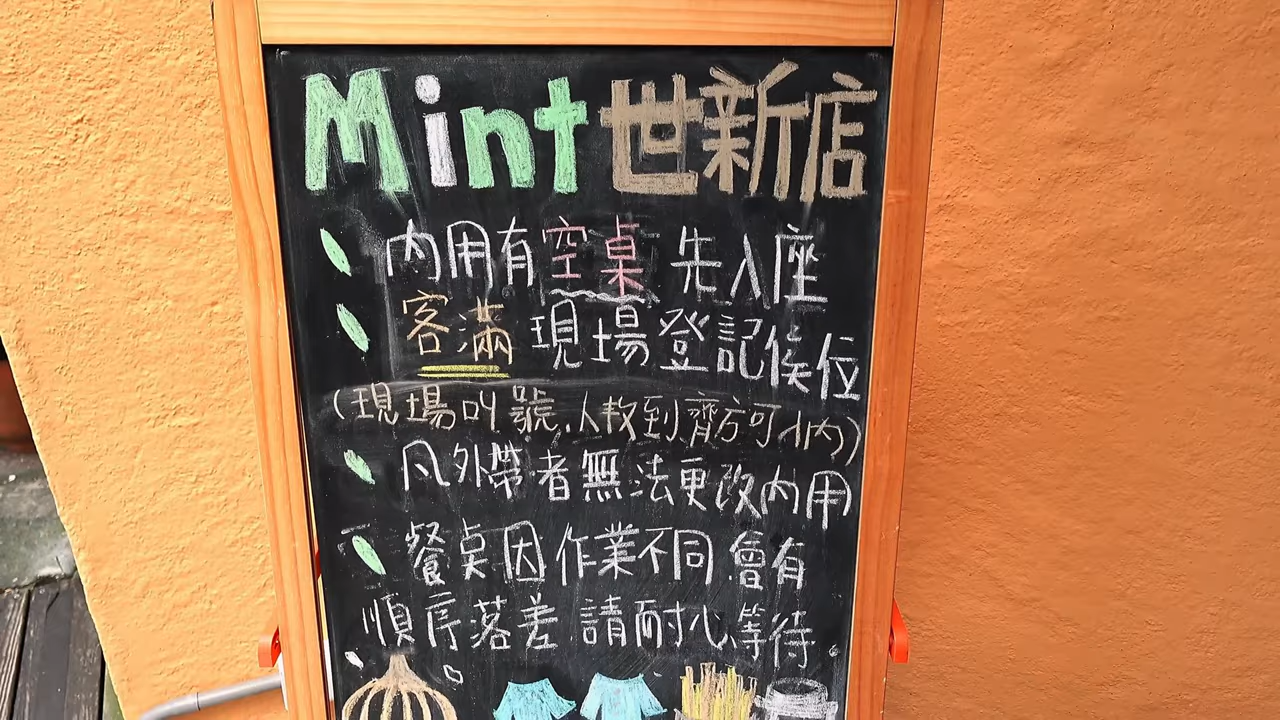 Mint世新店
內用有空桌 先入座
客滿 現場登記侯位
(現場叫號,人數到齊方可入內)
凡外帶者無法更改內用
餐桌因作業不同會有
順序落差 請耐心等待.